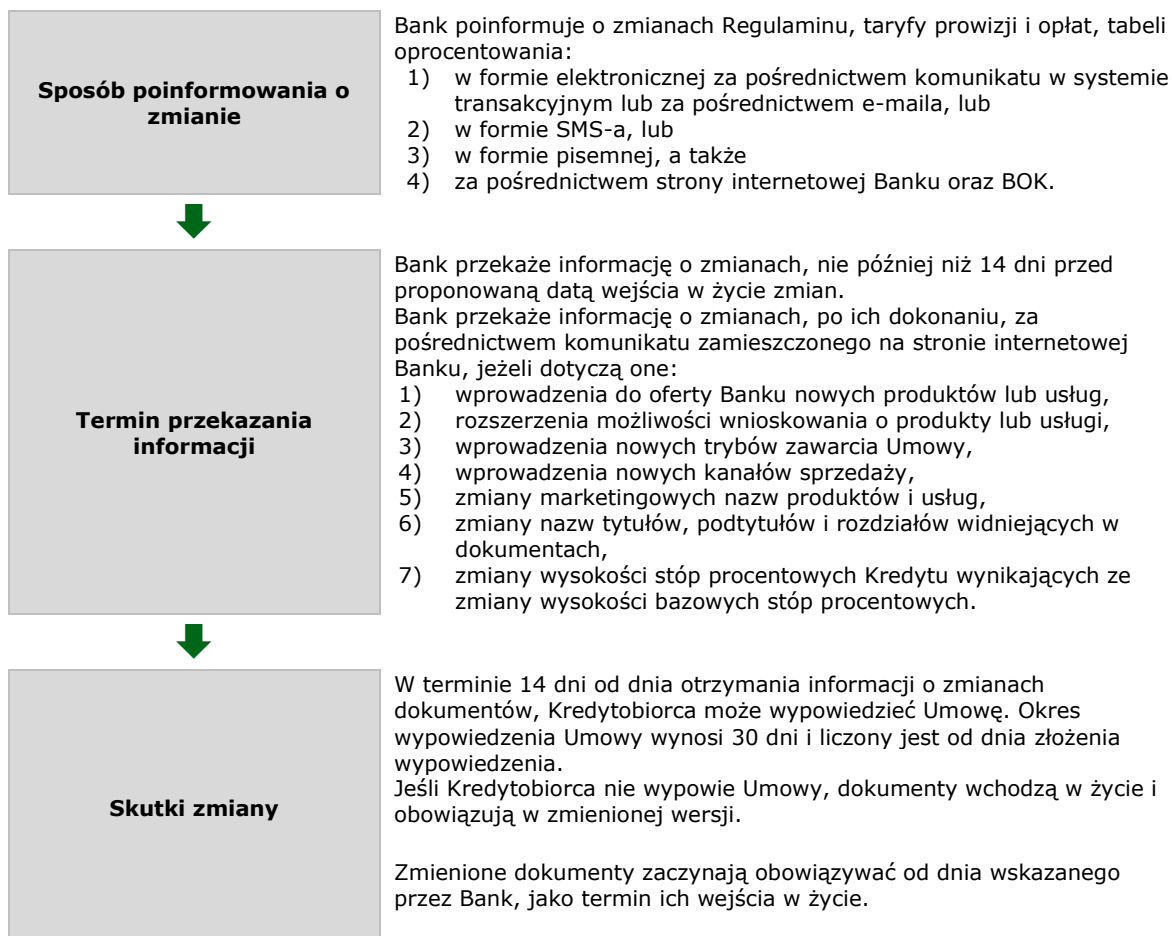 Sposób poinformowania o
zmianie
Bank poinformuje o zmianach Regulaminu, taryfy prowizji i opłat, tabeli
oprocentowania:
1) w formie elektronicznej za pośrednictwem komunikatu w systemie
transakcyjnym lub za pośrednictwem e-maila, lub
2) w formie SMS-a, lub
3) w formie pisemnej, a także
4) za pośrednictwem strony internetowej Banku oraz BOK.
Termin przekazania
informacji
Bank przekaże informację o zmianach, nie później niż 14 dni przed
proponowaną datą wejścia w życie zmian.
Bank przekaże informację o zmianach, po ich dokonaniu, za
pośrednictwem komunikatu zamieszczonego na stronie internetowej
Banku, jeżeli dotyczą one:
1) wprowadzenia do oferty Banku nowych produktów lub usług,
2) rozszerzenia możliwości wnioskowania o produkty lub usługi,
3) wprowadzenia nowych trybów zawarcia Umowy,
4) wprowadzenia nowych kanałów sprzedaży,
5) zmiany marketingowych nazw produktów i usług,
6) zmiany nazw tytułów, podtytułów i rozdziałów widniejących w
dokumentach,
7) zmiany wysokości stóp procentowych Kredytu wynikających ze
zmiany wysokości bazowych stóp procentowych.
Skutki zmiany
W terminie 14 dni od dnia otrzymania informacji o zmianach
dokumentów, Kredytobiorca może wypowiedzieć Umowę. Okres
wypowiedzenia Umowy wynosi 30 dni i liczony jest od dnia złożenia
wypowiedzenia.
Jeśli Kredytobiorca nie wypowie Umowy, dokumenty wchodzą w życie i
obowiązują w zmienionej wersji.
Zmienione dokumenty zaczynają obowiązywać od dnia wskazanego
przez Bank, jako termin ich wejścia w życie.